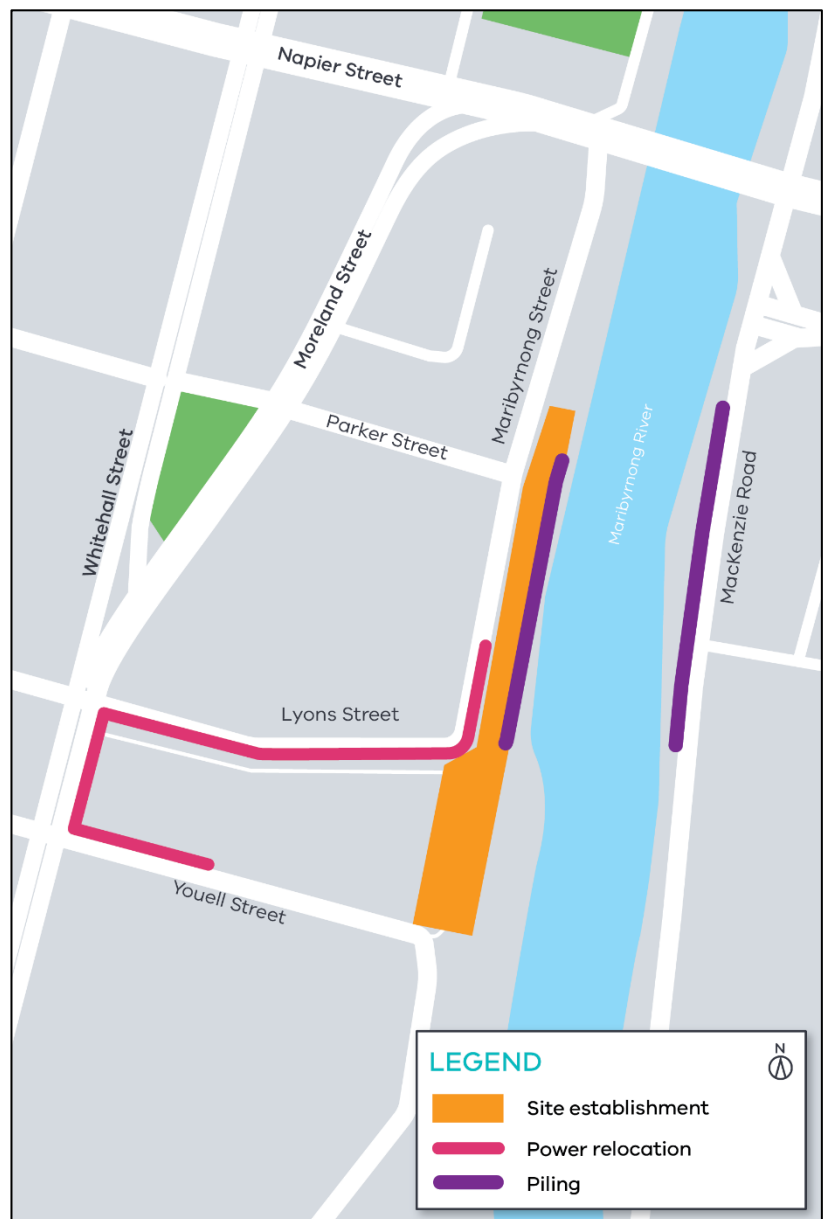 Napier Street
Moreland Street
Maribyrnong Street
Parker Street
Maribyrnong River
Whitehall Street
MacKenzie Road
Lyons Street
Youell Street
LEGEND
N
Site establishment
Power relocation
Piling